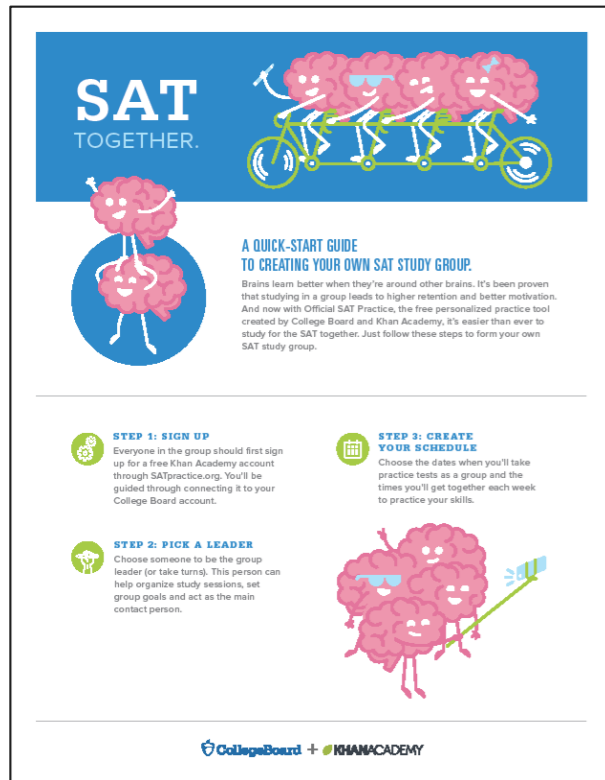 SAT
TOGETHER.
A QUICK-START GUIDE
TO CREATING YOUR OWN SAT STUDY GROUP.
Brains learn better when they're around other brains. It's been proven
that studying in a group leads to higher retention and better motivation.
And now with Official SAT Practice, the free personalized practice tool
created by College Board and Khan Academy, it's easier than ever to
study for the SAT together. Just follow these steps to form your own
SAT study group.
STEP 1: SIGN UP
Everyone in the group should first sign
up for a free Khan Academy account
through SATpractice.org. You'll be
guided through connecting it to your
College Board account.
STEP 2: PICK A LEADER
Choose someone to be the group
leader (or take turns). This person can
help organize study sessions, set
group goals and act as the main
contact person.
STEP 3: CREATE
YOUR SCHEDULE
Choose the dates when you'll take
practice tests as a group and the
times you'll get together each week
to practice your skills.
CollegeBoard + KHANACADEMY